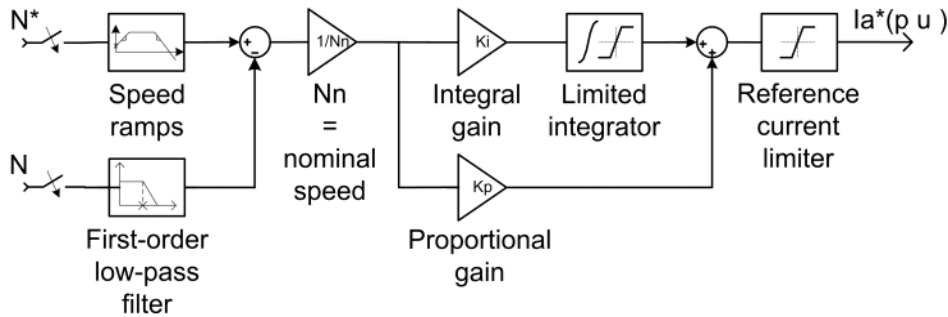 N*
Ia*(p u )
+
-
1/Nn
Ki
+
+
Speed
ramps
Nn
=
nominal
speed
Integral
gain
Limited
integrator
Reference
current
limiter
N
Kp
First-order
low-pass
filter
Proportional
gain